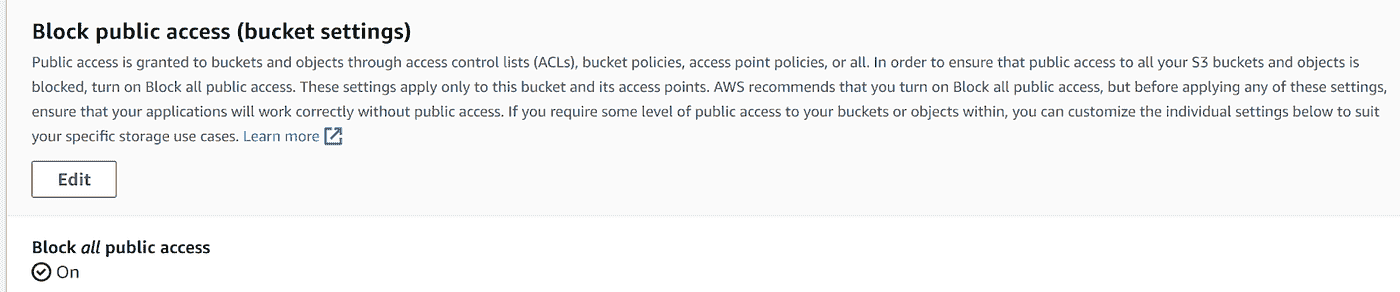 Block public access (bucket settings)
Public access is granted to buckets and objects through access control lists (ACLs), bucket policies, access point policies, or all. In order to ensure that public access to all your S3 buckets and objects is
blocked, turn on Block all public access. These settings apply only to this bucket and its access points. AWS recommends that you turn on Block all public access, but before applying any of these settings,
ensure that your applications will work correctly without public access. If you require some level of public access to your buckets or objects within, you can customize the individual settings below to suit
your specific storage use cases. Learn more
Edit
Block all public access
On